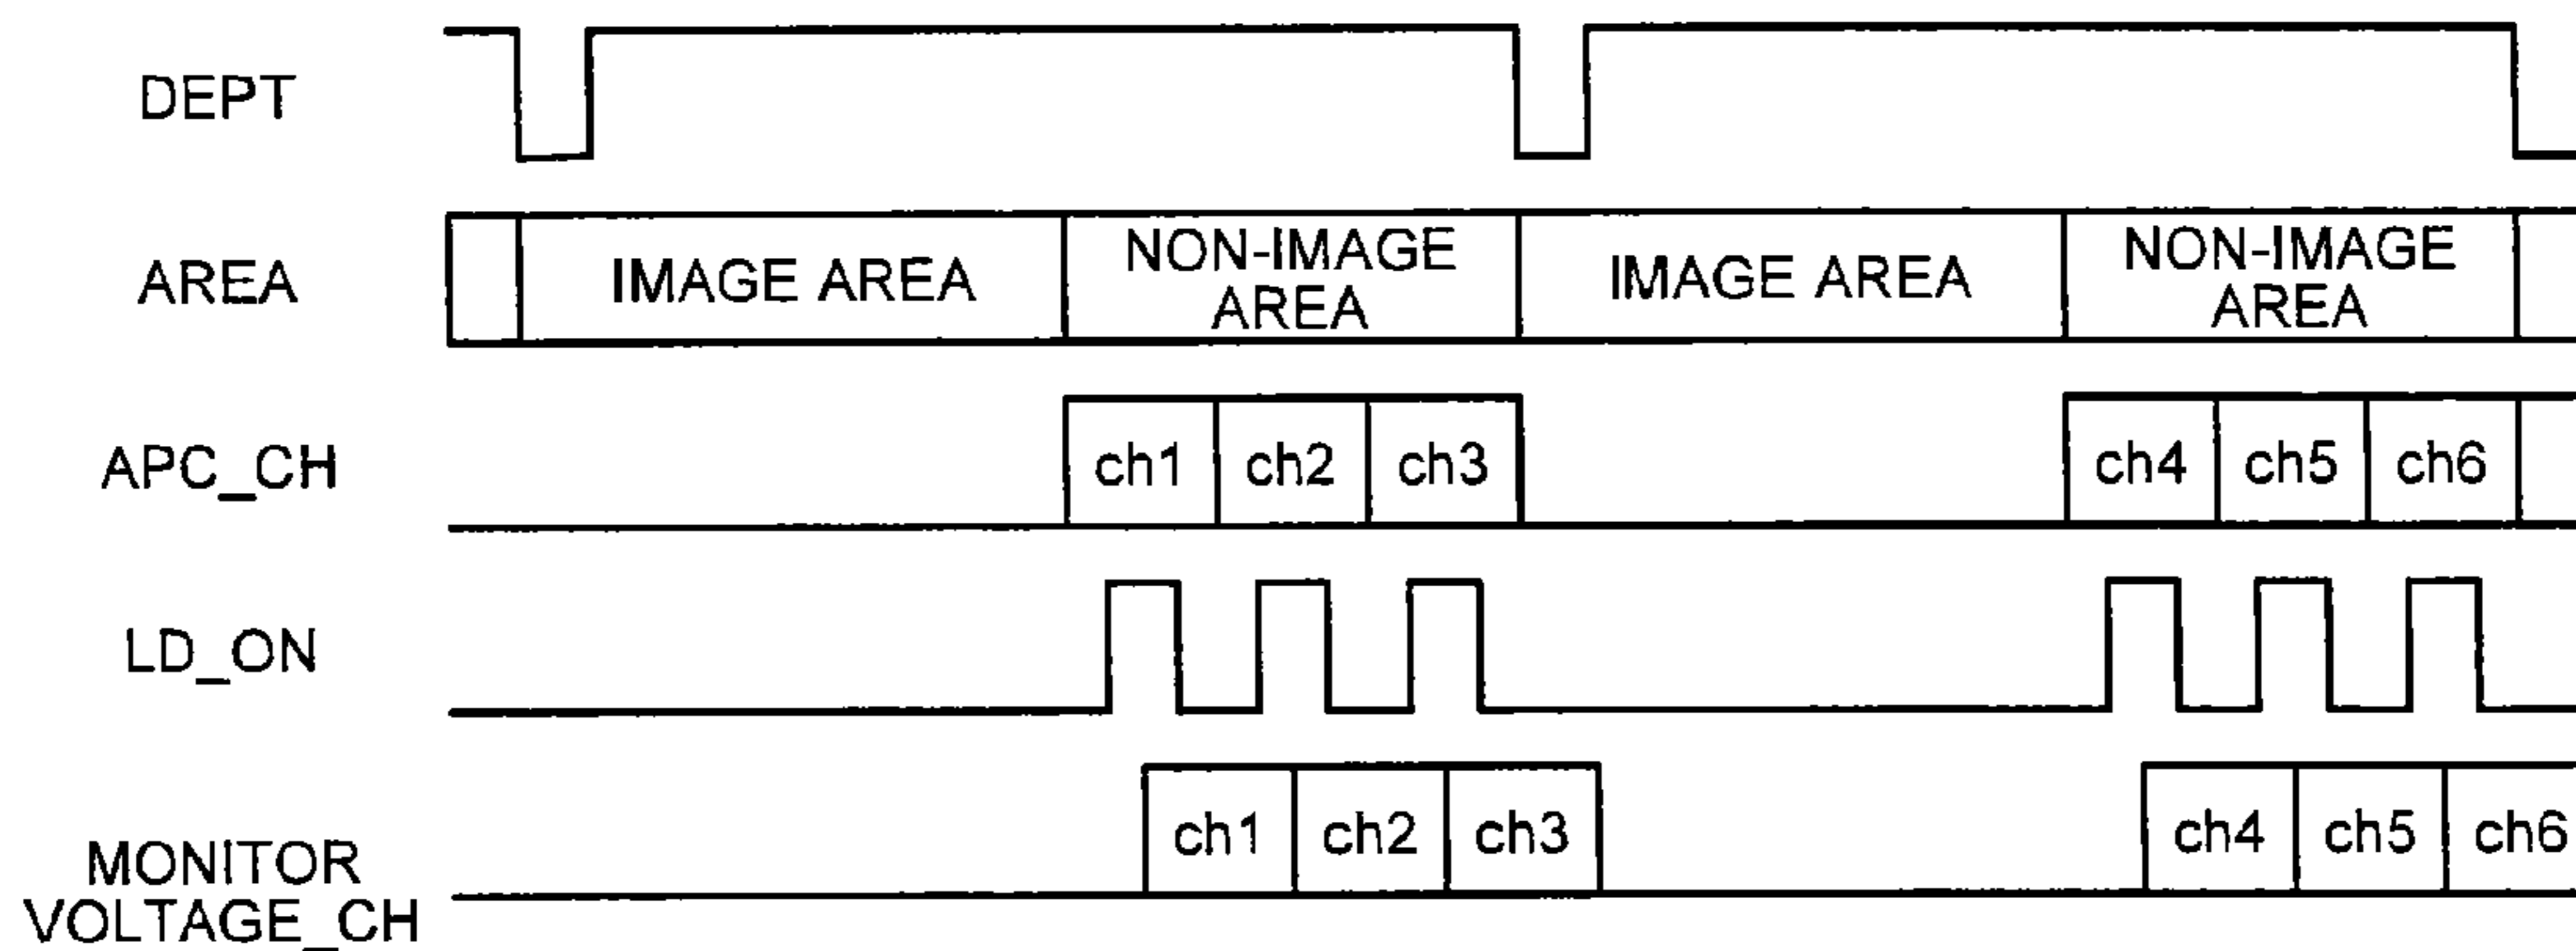 DEPT
AREA
IMAGE AREA
NON-IMAGE
AREA
IMAGE AREA
NON-IMAGE
AREA
APC_CH
ch1
ch2
ch3
ch4
ch5
ch6
LD_ON
MONITOR
VOLTAGE_CH
ch1
ch2
ch3
ch4
ch5
ch6